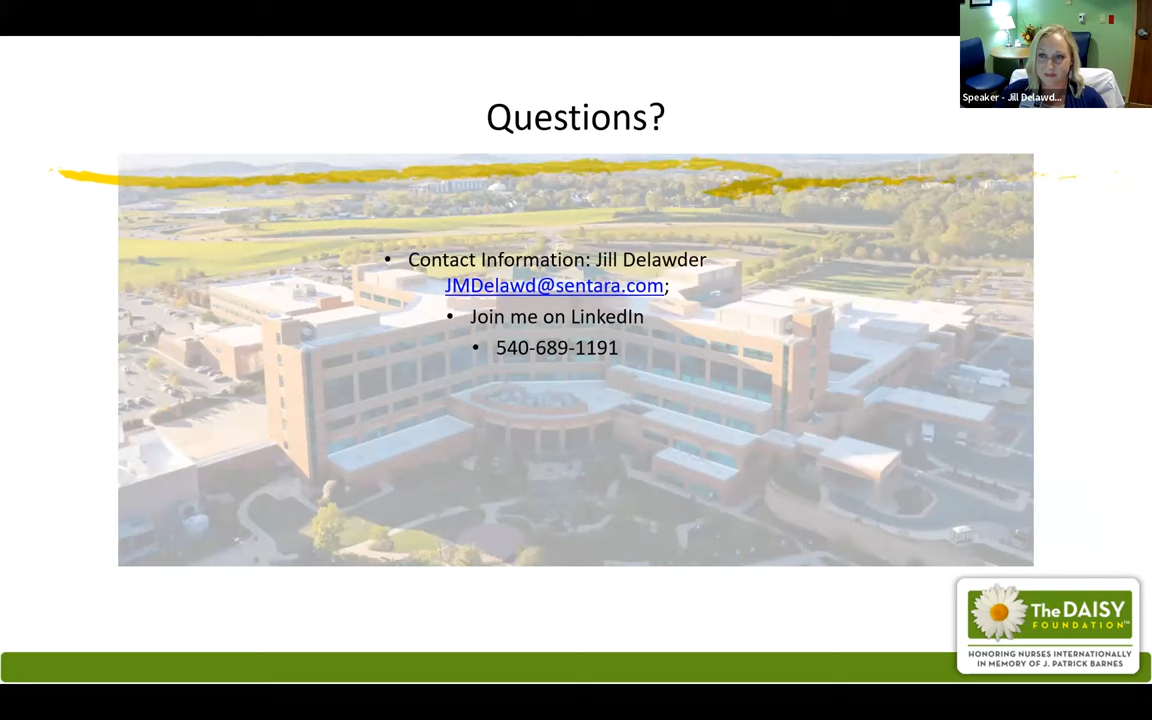 Speaker - Jill Delawd...
Questions?
• Contact Information: Jill Delawder
JMDelawd@sentara.com;
• Join me on LinkedIn
• 540-689-1191
The DAISY
FOUNDATION™
HONORING NURSES INTERNATIONALLY
IN MEMORY OF J. PATRICK BARNES